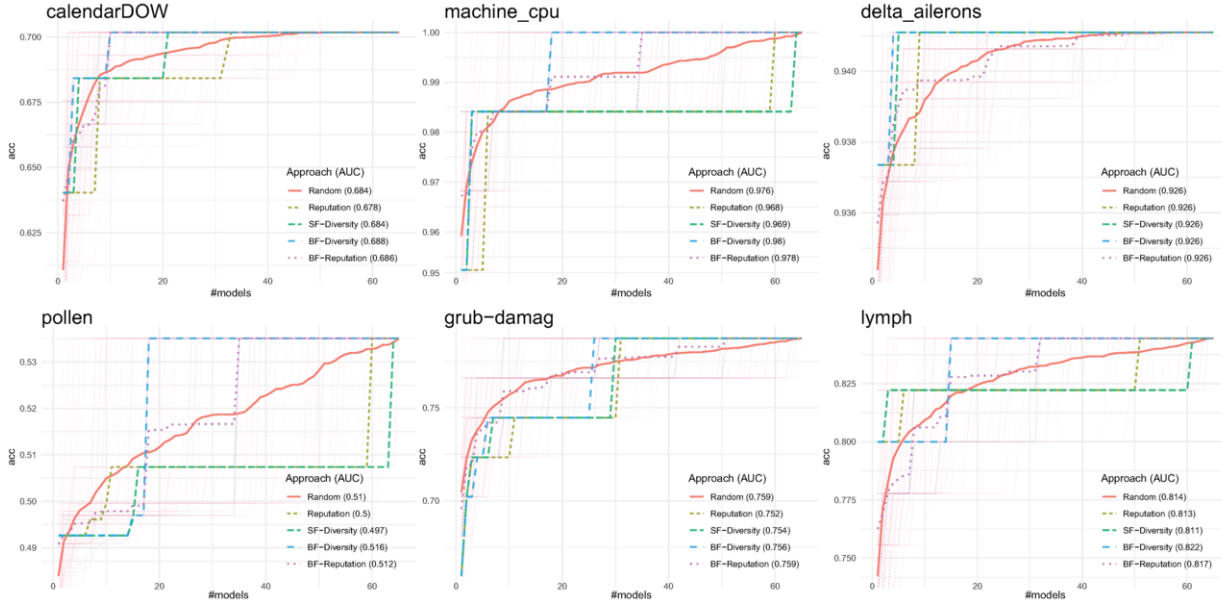 calendarDOW
0.700
0.675
0.650
0.625
acc
0
20
40
60
#models
Approach (AUC)
Random (0.684)
Reputation (0.678)
SF-Diversity (0.684)
BF-Diversity (0.688)
BF-Reputation (0.686)
machine_cpu
1.00
0.99
0.98
0.97
0.96
0.95
acc
0
20
40
60
#models
Approach (AUC)
Random (0.976)
Reputation (0.968)
SF-Diversity (0.969)
BF-Diversity (0.98)
BF-Reputation (0.978)
delta_ailerons
0.940
0.938
0.936
acc
0
20
40
60
#models
Approach (AUC)
Random (0.926)
Reputation (0.926)
SF-Diversity (0.926)
BF-Diversity (0.926)
BF-Reputation (0.926)
pollen
0.53
0.52
0.51
0.50
0.49
acc
0
20
40
60
#models
Approach (AUC)
Random (0.51)
Reputation (0.5)
SF-Diversity (0.497)
BF-Diversity (0.516)
BF-Reputation (0.512)
grub-damag
0.75
0.70
acc
0
20
40
60
#models
Approach (AUC)
Random (0.759)
Reputation (0.752)
SF-Diversity (0.754)
BF-Diversity (0.756)
BF-Reputation (0.759)
lymph
0.825
0.800
0.775
0.750
acc
0
20
40
60
#models
Approach (AUC)
Random (0.814)
Reputation (0.813)
SF-Diversity (0.811)
BF-Diversity (0.822)
BF-Reputation (0.817)